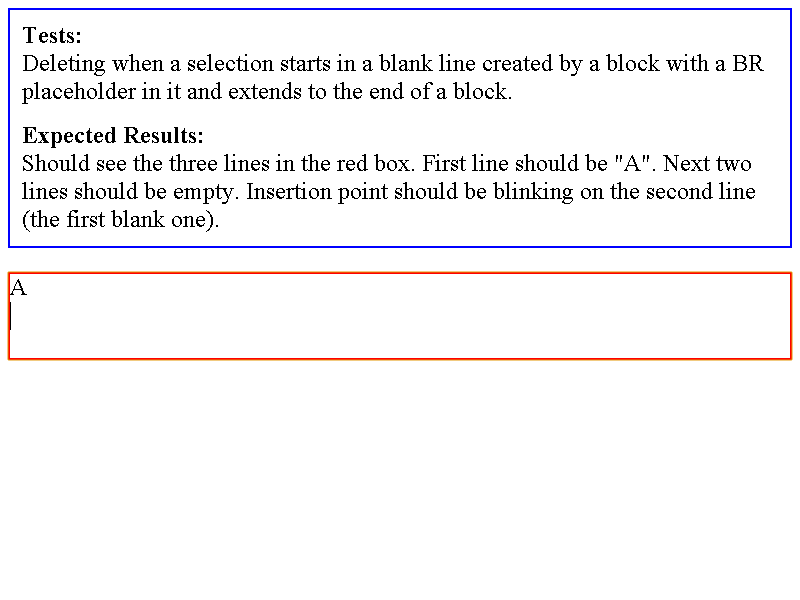 Tests:
Deleting when a selection starts in a blank line created by a block with a BR
placeholder in it and extends to the end of a block.
Expected Results:
Should see the three lines in the red box. First line should be "A". Next two
lines should be empty. Insertion point should be blinking on the second line
(the first blank one).
A